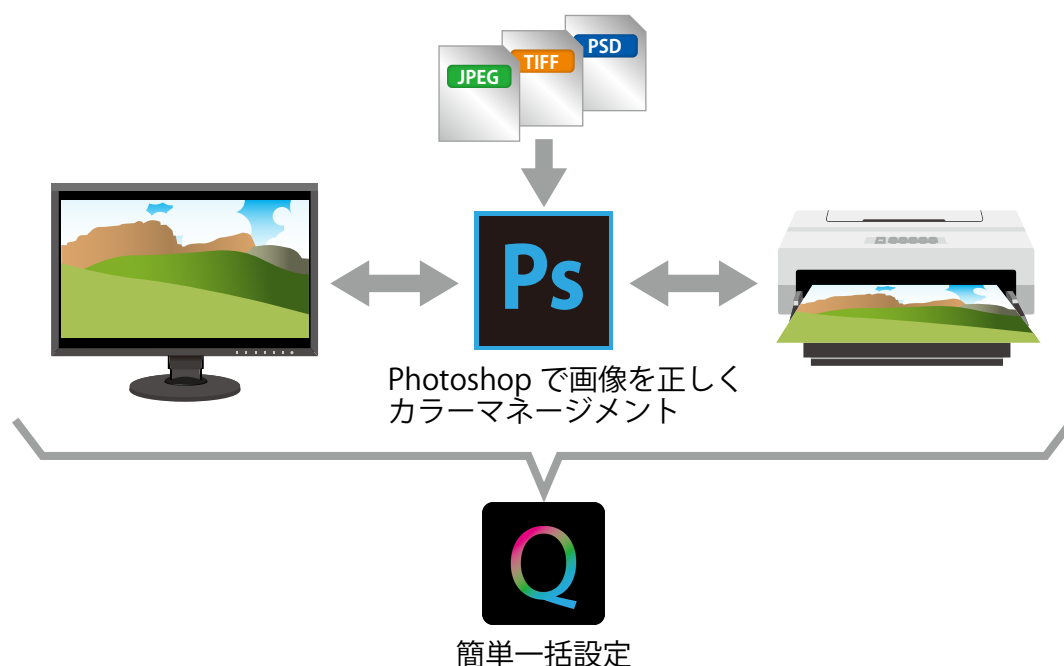 JPEG
TIFF
PSD
Ps
Photoshop で画像を正しく
カラーマネージメント
Q
簡単一括設定